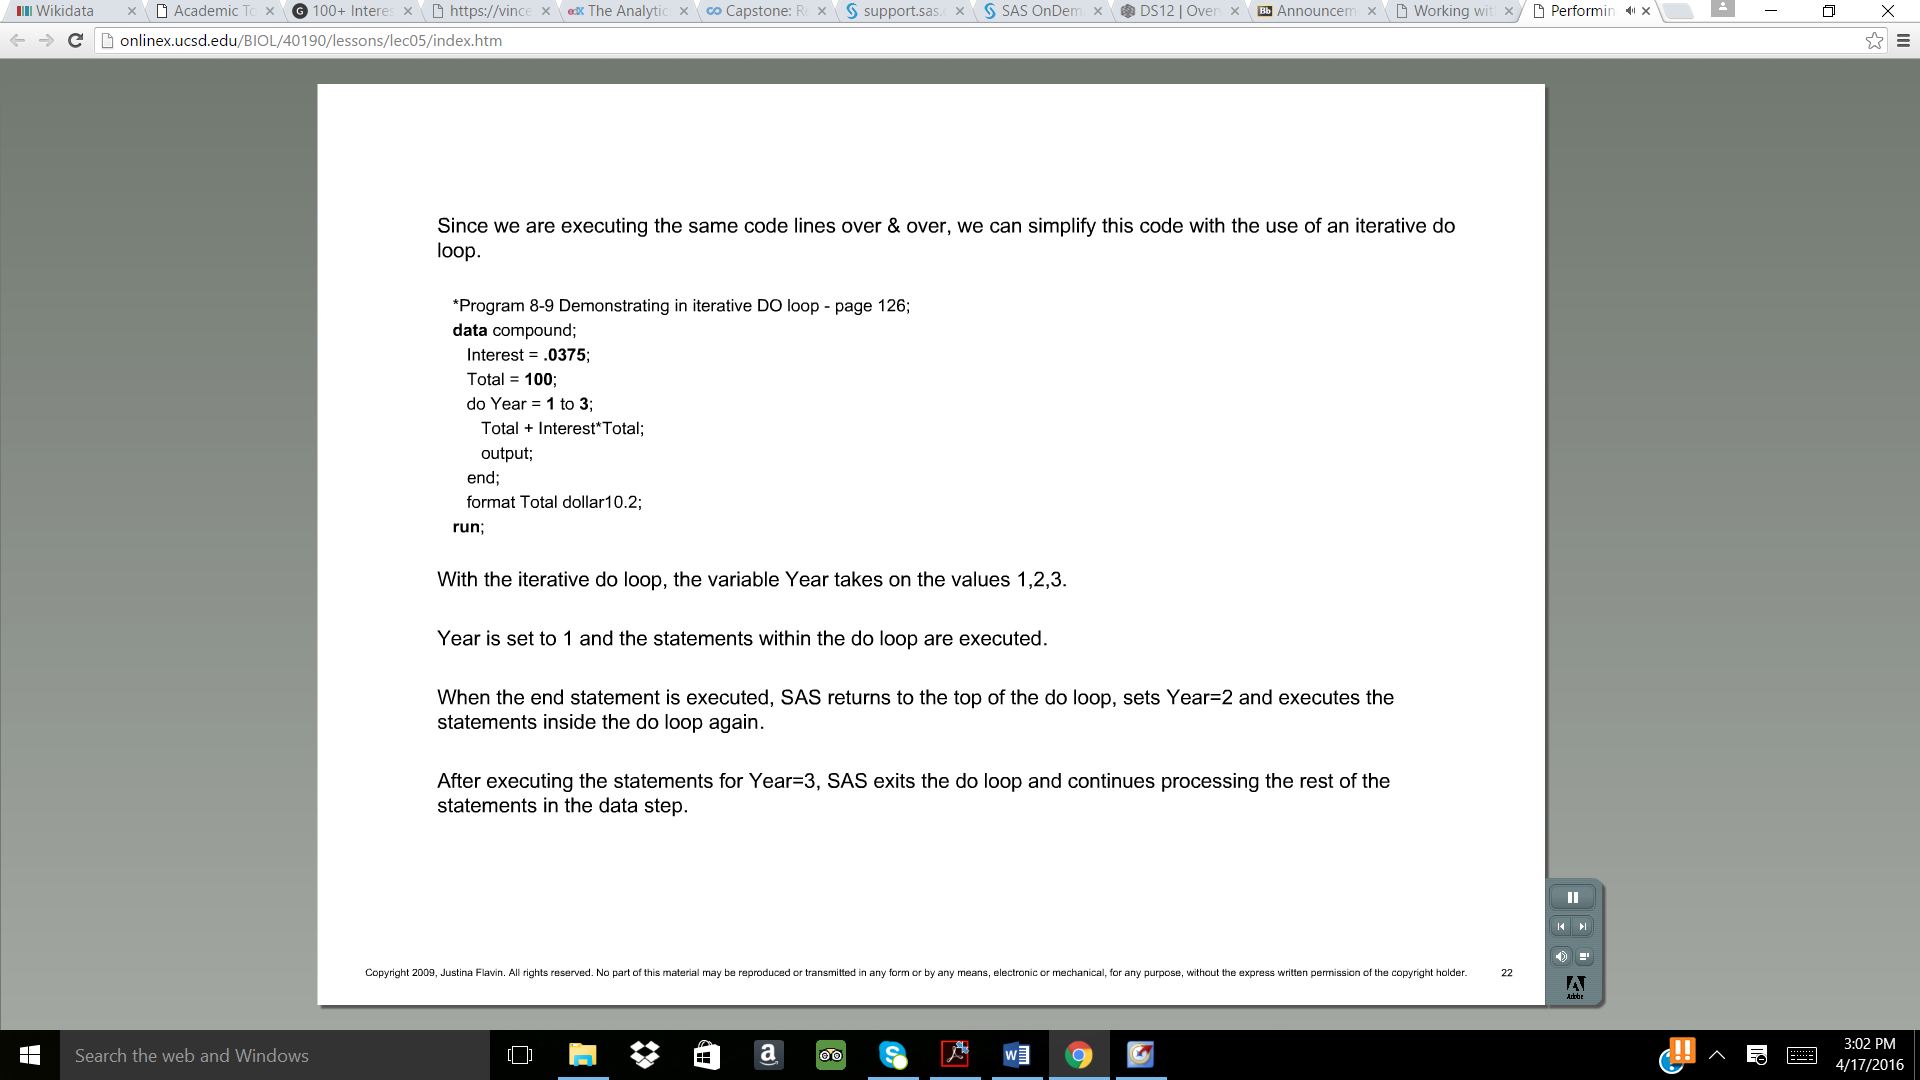 Wikidata
Academic To
100+ Interes
https://vince
The Analytic
Capstone: Re
support.sas.
SAS OnDem
DS12 | Over
Bb Announcem
Working wit
Performin
onlinex.ucsd.edu/BIOL/40190/lessons/lec05/index.htm
Since we are executing the same code lines over & over, we can simplify this code with the use of an iterative do
loop.
*Program 8-9 Demonstrating in iterative DO loop - page 126;
data compound;
Interest = .0375;
Total = 100;
do Year = 1 to 3;
Total + Interest*Total;
output;
end;
format Total dollar10.2;
run;
With the iterative do loop, the variable Year takes on the values 1,2,3.
Year is set to 1 and the statements within the do loop are executed.
When the end statement is executed, SAS returns to the top of the do loop, sets Year=2 and executes the
statements inside the do loop again.
After executing the statements for Year=3, SAS exits the do loop and continues processing the rest of the
statements in the data step.
Copyright 2009, Justina Flavin. All rights reserved. No part of this material may be reproduced or transmitted in any form or by any means, electronic or mechanical, for any purpose, without the express written permission of the copyright holder. 22
Adobe
Search the web and Windows
3:02 PM
4/17/2016